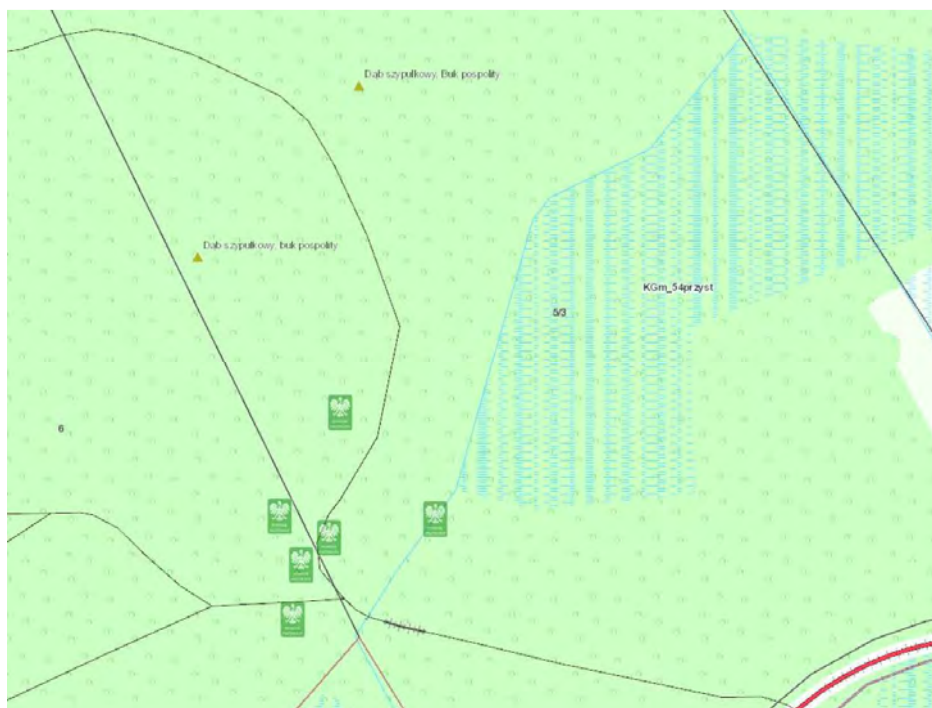 Dąb szypułkowy, Buk pospolity
Dąb szypułkowy, buk pospolity
KGm_54przyst
5/3
6